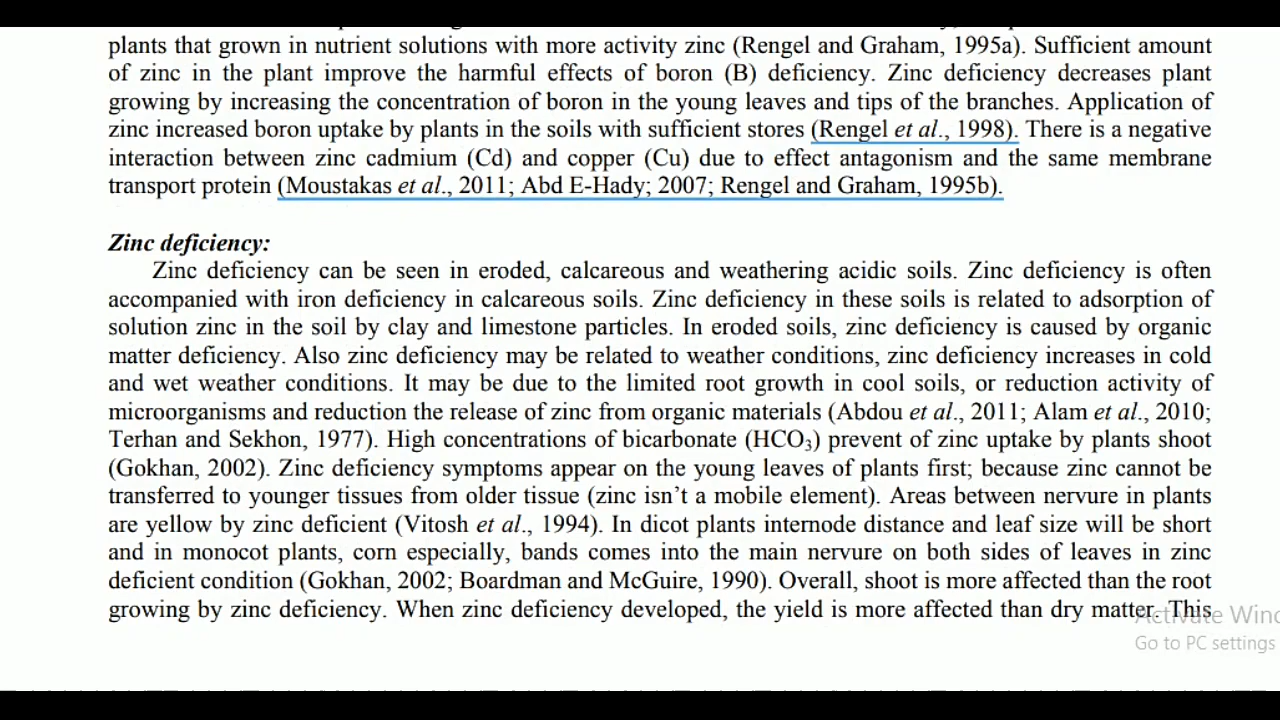 plants that grown in nutrient solutions with more activity zinc (Rengel and Graham, 1995a). Sufficient amount
of zinc in the plant improve the harmful effects of boron (B) deficiency. Zinc deficiency decreases plant
growing by increasing the concentration of boron in the young leaves and tips of the branches. Application of
zinc increased boron uptake by plants in the soils with sufficient stores (Rengel et al., 1998). There is a negative
interaction between zinc cadmium (Cd) and copper (Cu) due to effect antagonism and the same membrane
transport protein (Moustakas et al., 2011; Abd E-Hady; 2007; Rengel and Graham, 1995b).
Zinc deficiency:
Zinc deficiency can be seen in eroded, calcareous and weathering acidic soils. Zinc deficiency is often
accompanied with iron deficiency in calcareous soils. Zinc deficiency in these soils is related to adsorption of
solution zinc in the soil by clay and limestone particles. In eroded soils, zinc deficiency is caused by organic
matter deficiency. Also zinc deficiency may be related to weather conditions, zinc deficiency increases in cold
and wet weather conditions. It may be due to the limited root growth in cool soils, or reduction activity of
microorganisms and reduction the release of zinc from organic materials (Abdou et al., 2011; Alam et al., 2010;
Terhan and Sekhon, 1977). High concentrations of bicarbonate (HCO₃) prevent of zinc uptake by plants shoot
(Gokhan, 2002). Zinc deficiency symptoms appear on the young leaves of plants first; because zinc cannot be
transferred to younger tissues from older tissue (zinc isn't a mobile element). Areas between nervure in plants
are yellow by zinc deficient (Vitosh et al., 1994). In dicot plants internode distance and leaf size will be short
and in monocot plants, corn especially, bands comes into the main nervure on both sides of leaves in zinc
deficient condition (Gokhan, 2002; Boardman and McGuire, 1990). Overall, shoot is more affected than the root
growing by zinc deficiency. When zinc deficiency developed, the yield is more affected than dry matter. This
Activate Wind
Go to PC settings